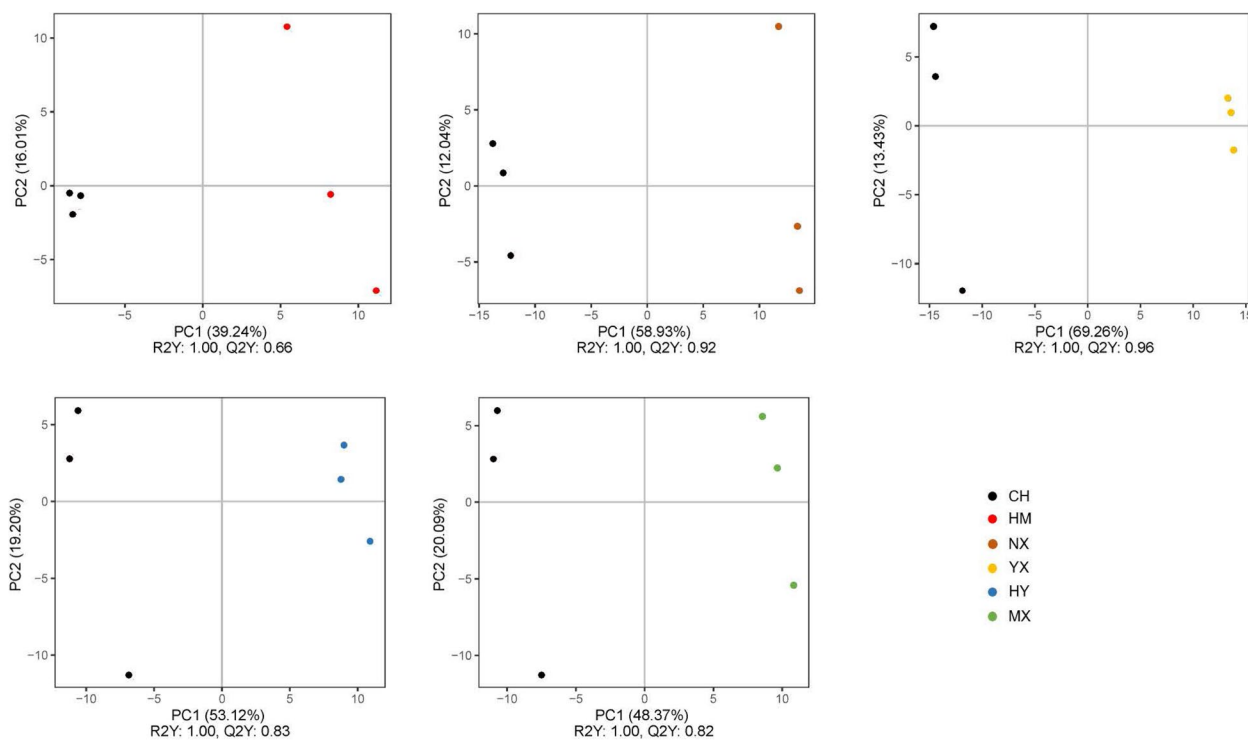 10
5
0
−5
PC2 (16.01%)
−5
0
5
10
PC1 (39.24%)
R2Y: 1.00, Q2Y: 0.66
10
5
0
−5
PC2 (12.04%)
−15
−10
−5
0
5
10
PC1 (58.93%)
R2Y: 1.00, Q2Y: 0.92
5
0
−5
−10
PC2 (13.43%)
−15
−10
−5
0
5
10
15
PC1 (69.26%)
R2Y: 1.00, Q2Y: 0.96
5
0
−5
−10
PC2 (19.20%)
−10
−5
0
5
10
PC1 (53.12%)
R2Y: 1.00, Q2Y: 0.83
5
0
−5
−10
PC2 (20.09%)
−10
−5
0
5
10
PC1 (48.37%)
R2Y: 1.00, Q2Y: 0.82
CH
HM
NX
YX
HY
MX